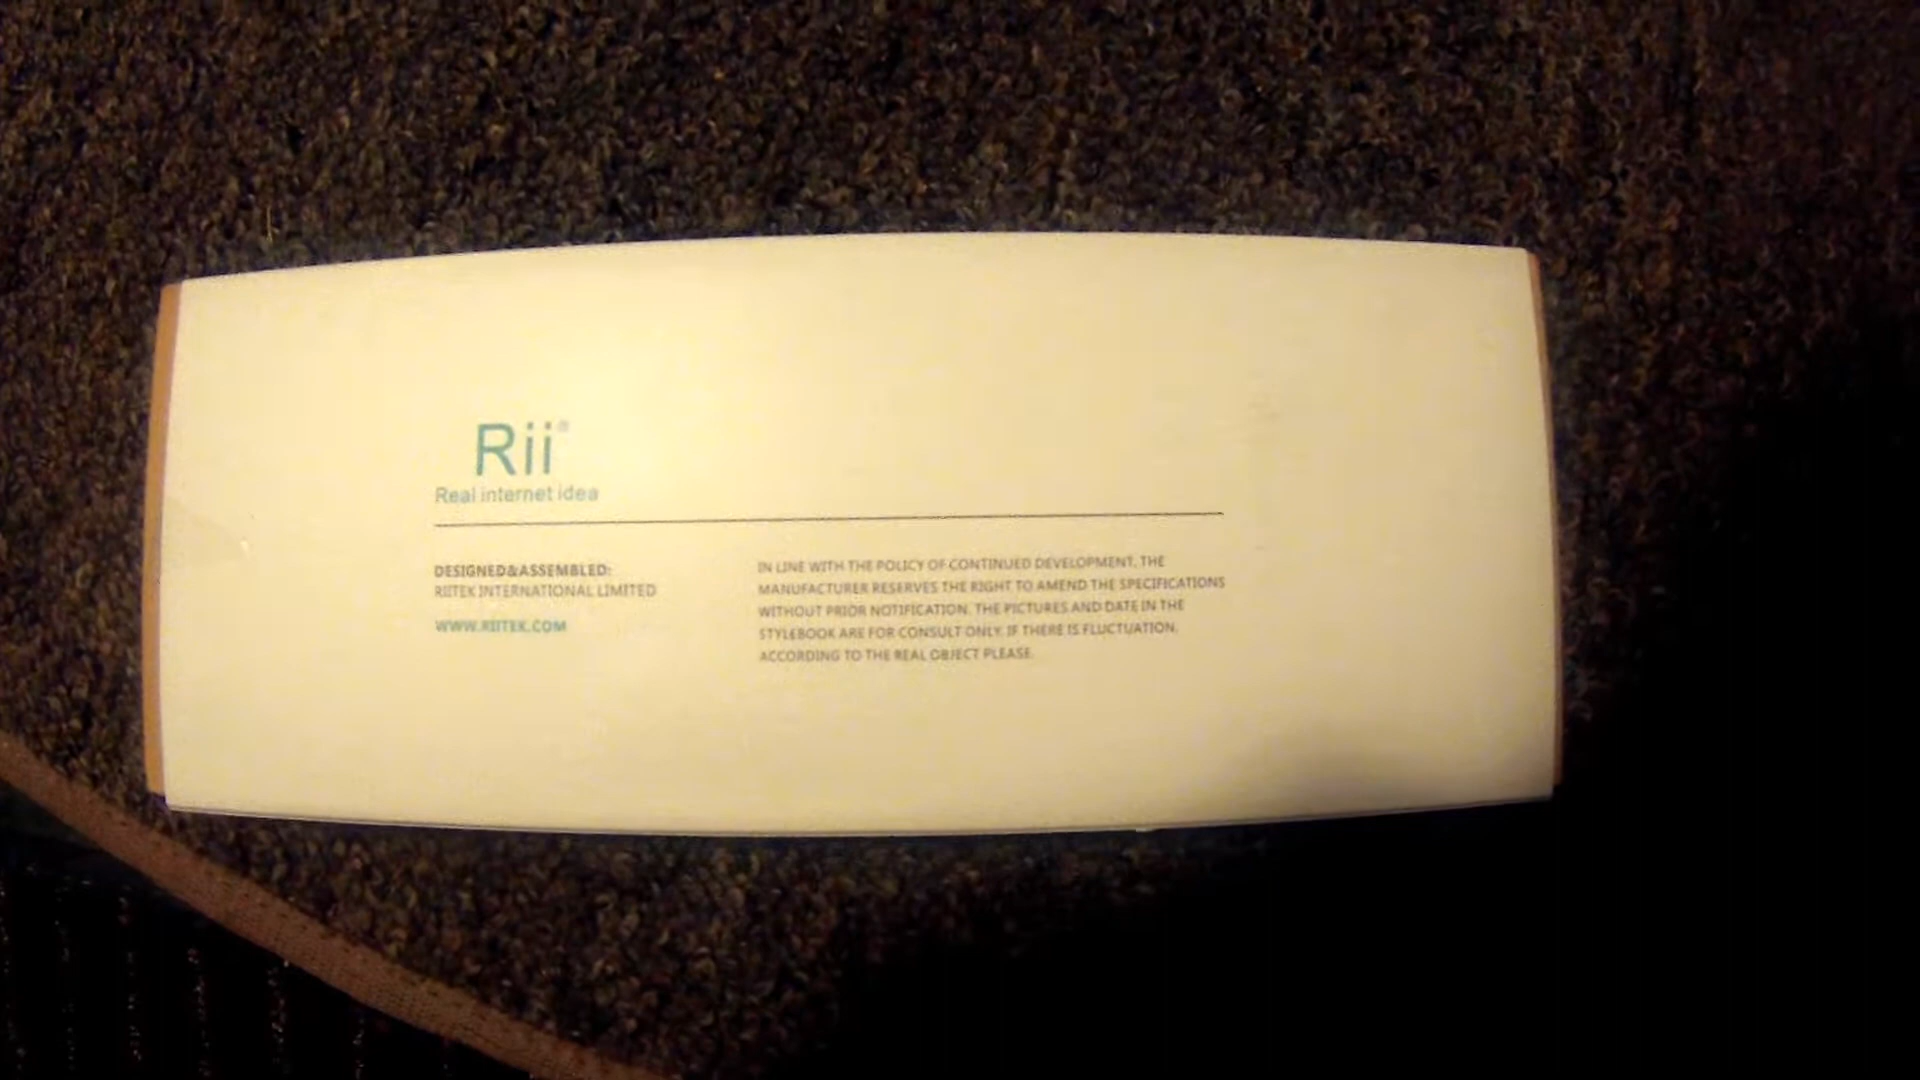 Rii®
Real internet idea
DESIGNED&ASSEMBLED:
RIITEK INTERNATIONAL LIMITED
WWW.RIITEK.COM
IN LINE WITH THE POLICY OF CONTINUED DEVELOPMENT, THE
MANUFACTURER RESERVES THE RIGHT TO AMEND THE SPECIFICATIONS
WITHOUT PRIOR NOTIFICATION. THE PICTURES AND DATE IN THE
STYLEBOOK ARE FOR CONSULT ONLY. IF THERE IS FLUCTUATION,
ACCORDING TO THE REAL OBJECT PLEASE.